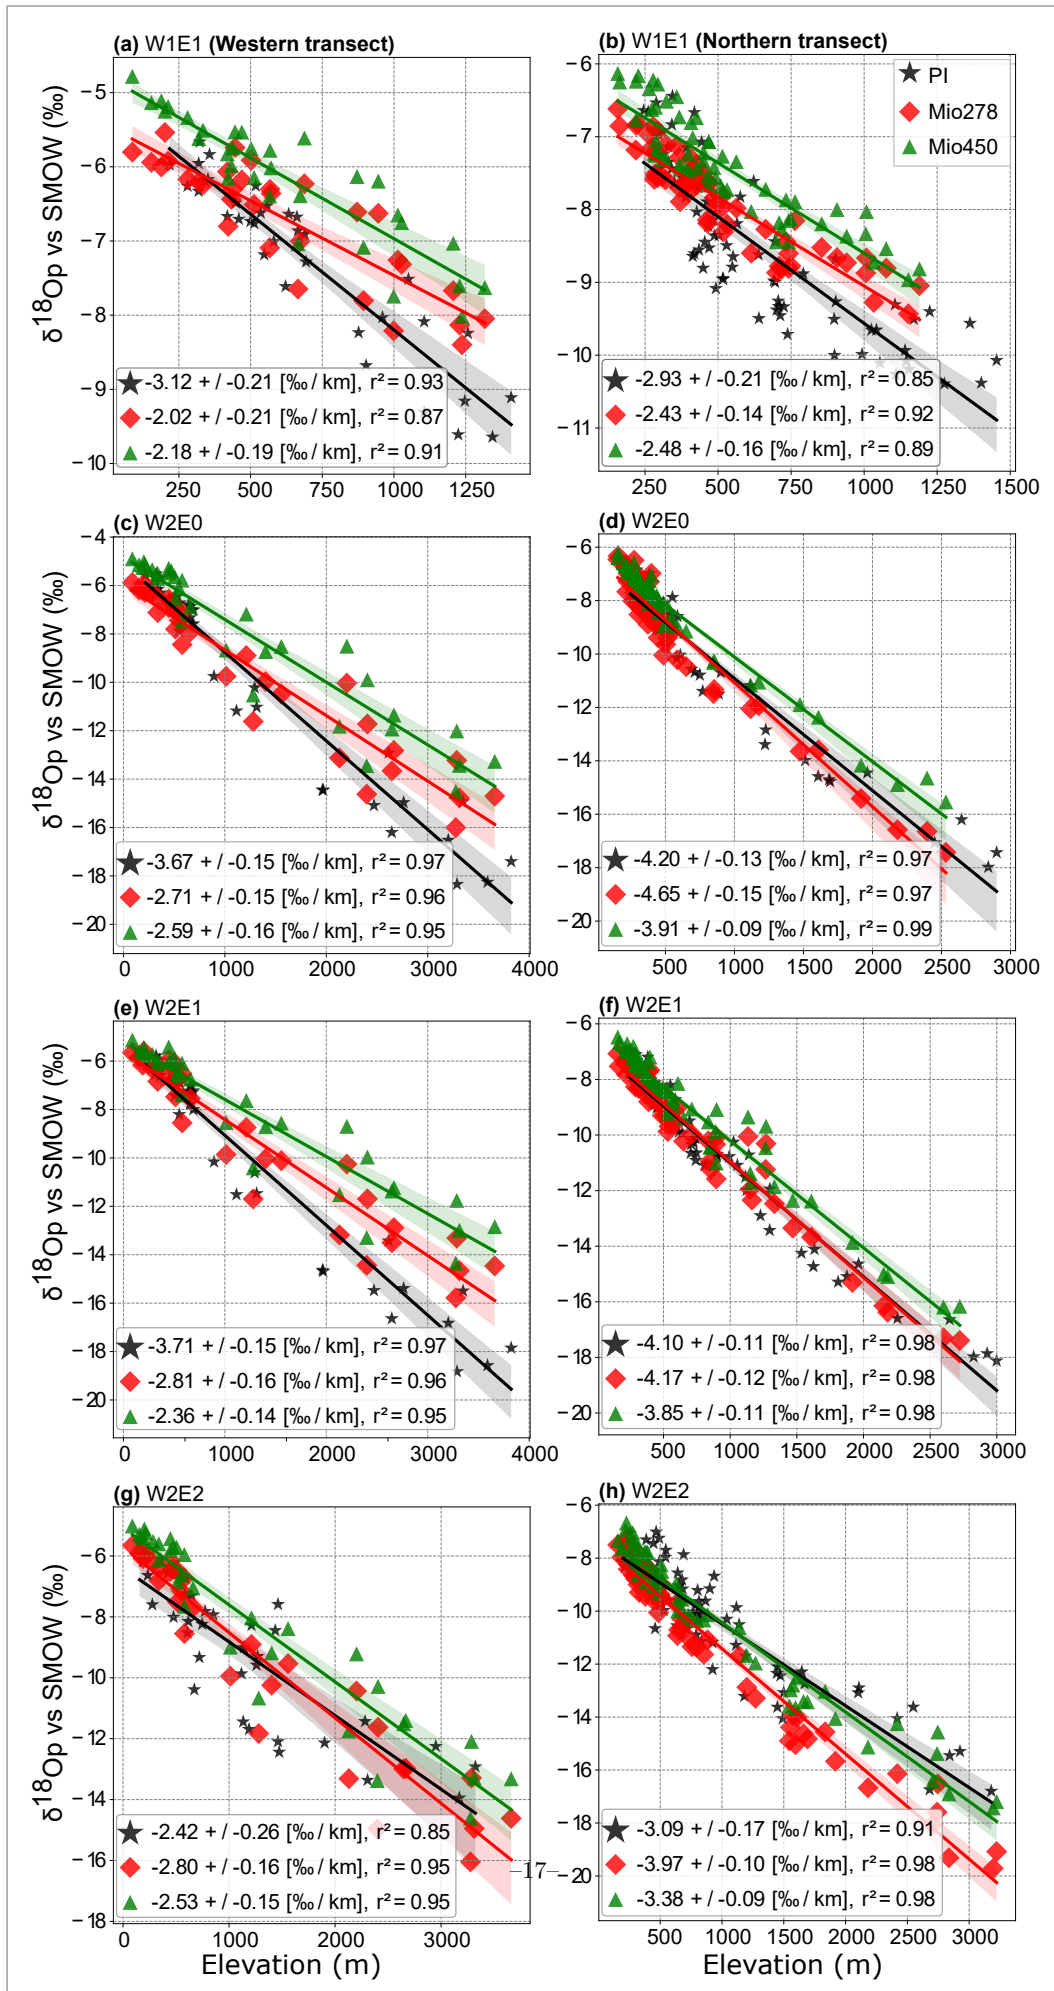 (a) W1E1 (Western transect)
δ18Op vs SMOW (‰)
−5
−6
−7
−8
−9
−10
-3.12 + / -0.21 [‰ / km], r² = 0.93
-2.02 + / -0.21 [‰ / km], r² = 0.87
-2.18 + / -0.19 [‰ / km], r² = 0.91
250 500 750 1000 1250
(b) W1E1 (Northern transect)
PI
Mio278
Mio450
−6
−7
−8
−9
−10
−11
-2.93 + / -0.21 [‰ / km], r² = 0.85
-2.43 + / -0.14 [‰ / km], r² = 0.92
-2.48 + / -0.16 [‰ / km], r² = 0.89
250 500 750 1000 1250 1500
(c) W2E0
δ18Op vs SMOW (‰)
−4
−6
−8
−10
−12
−14
−16
−18
−20
-3.67 + / -0.15 [‰ / km], r² = 0.97
-2.71 + / -0.15 [‰ / km], r² = 0.96
-2.59 + / -0.16 [‰ / km], r² = 0.95
0 1000 2000 3000 4000
(d) W2E0
−6
−8
−10
−12
−14
−16
−18
−20
-4.20 + / -0.13 [‰ / km], r² = 0.97
-4.65 + / -0.15 [‰ / km], r² = 0.97
-3.91 + / -0.09 [‰ / km], r² = 0.99
500 1000 1500 2000 2500 3000
(e) W2E1
δ18Op vs SMOW (‰)
−6
−8
−10
−12
−14
−16
−18
−20
-3.71 + / -0.15 [‰ / km], r² = 0.97
-2.81 + / -0.16 [‰ / km], r² = 0.96
-2.36 + / -0.14 [‰ / km], r² = 0.95
0 1000 2000 3000 4000
(f) W2E1
−6
−8
−10
−12
−14
−16
−18
−20
-4.10 + / -0.11 [‰ / km], r² = 0.98
-4.17 + / -0.12 [‰ / km], r² = 0.98
-3.85 + / -0.11 [‰ / km], r² = 0.98
500 1000 1500 2000 2500 3000
(g) W2E2
δ18Op vs SMOW (‰)
−6
−8
−10
−12
−14
−16
−18
-2.42 + / -0.26 [‰ / km], r² = 0.85
-2.80 + / -0.16 [‰ / km], r² = 0.95
-2.53 + / -0.15 [‰ / km], r² = 0.95
0 1000 2000 3000
Elevation (m)
(h) W2E2
−6
−8
−10
−12
−14
−16
−18
−20
-3.09 + / -0.17 [‰ / km], r² = 0.91
-3.97 + / -0.10 [‰ / km], r² = 0.98
-3.38 + / -0.09 [‰ / km], r² = 0.98
500 1000 1500 2000 2500 3000
Elevation (m)
–17–